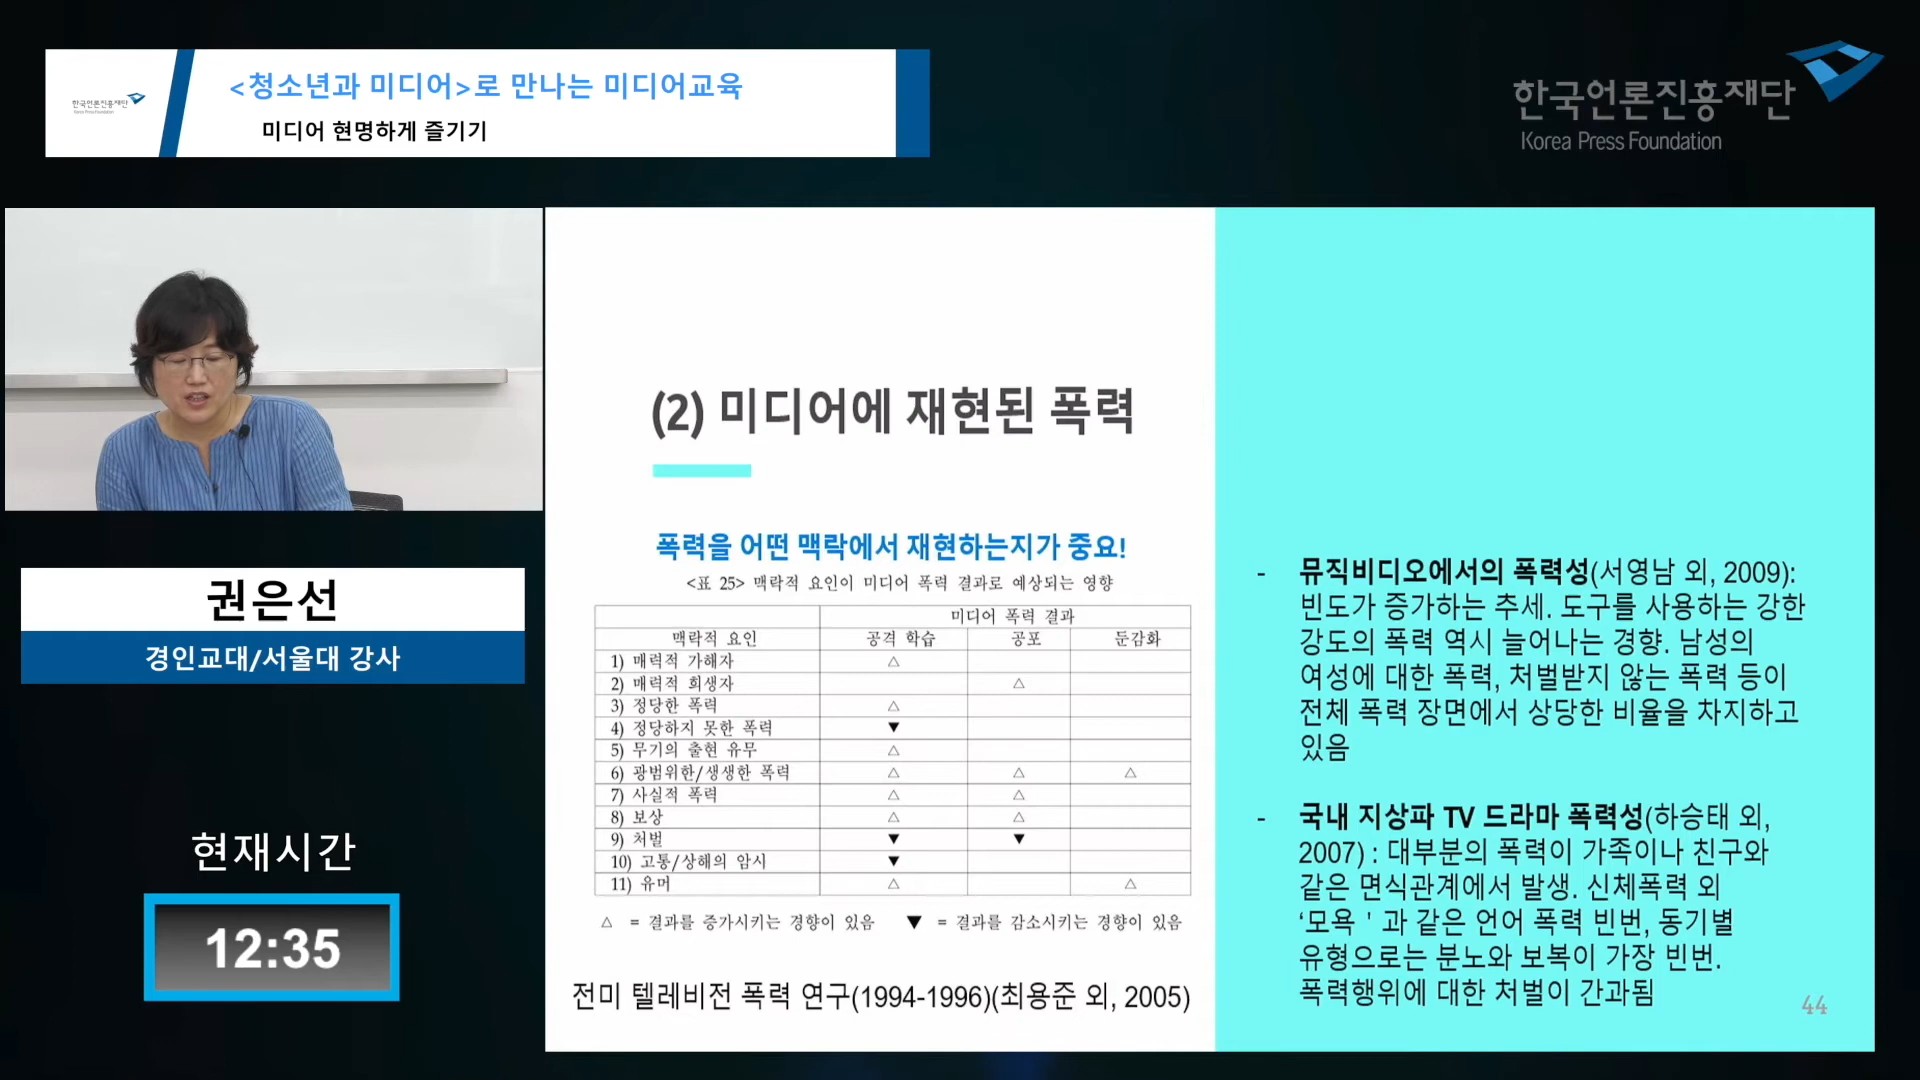 한국언론진흥재단
Korea Press Foundation
<청소년과 미디어>로 만나는 미디어교육
미디어 현명하게 즐기기
한국언론진흥재단
Korea Press Foundation
권은선
경인교대/서울대 강사
현재시간
12:35
(2) 미디어에 재현된 폭력
폭력을 어떤 맥락에서 재현하는지가 중요!
<표 25> 맥락적 요인이 미디어 폭력 결과로 예상되는 영향
미디어 폭력 결과
맥락적 요인 공격 학습 공포 둔감화
1) 매력적 가해자 △
2) 매력적 희생자 △
3) 정당한 폭력 △
4) 정당하지 못한 폭력 ▼
5) 무기의 출현 유무 △
6) 광범위한/생생한 폭력 △ △ △
7) 사실적 폭력 △ △
8) 보상 △ △
9) 처벌 ▼ ▼
10) 고통/상해의 암시 ▼
11) 유머 △ △
△ = 결과를 증가시키는 경향이 있음 ▼ = 결과를 감소시키는 경향이 있음
전미 텔레비전 폭력 연구(1994-1996)(최용준 외, 2005)
- 뮤직비디오에서의 폭력성(서영남 외, 2009):
빈도가 증가하는 추세. 도구를 사용하는 강한
강도의 폭력 역시 늘어나는 경향. 남성의
여성에 대한 폭력, 처벌받지 않는 폭력 등이
전체 폭력 장면에서 상당한 비율을 차지하고
있음
- 국내 지상파 TV 드라마 폭력성(하승태 외,
2007) : 대부분의 폭력이 가족이나 친구와
같은 면식관계에서 발생. 신체폭력 외
‘모욕 ' 과 같은 언어 폭력 빈번, 동기별
유형으로는 분노와 보복이 가장 빈번.
폭력행위에 대한 처벌이 간과됨
44